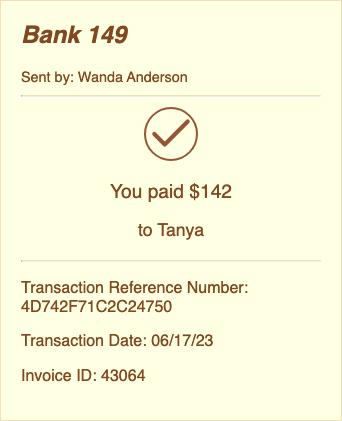 Bank 149
Sent by: Wanda Anderson
You paid $142
to Tanya
Transaction Reference Number:
4D742F71C2C24750
Transaction Date: 06/17/23
Invoice ID: 43064